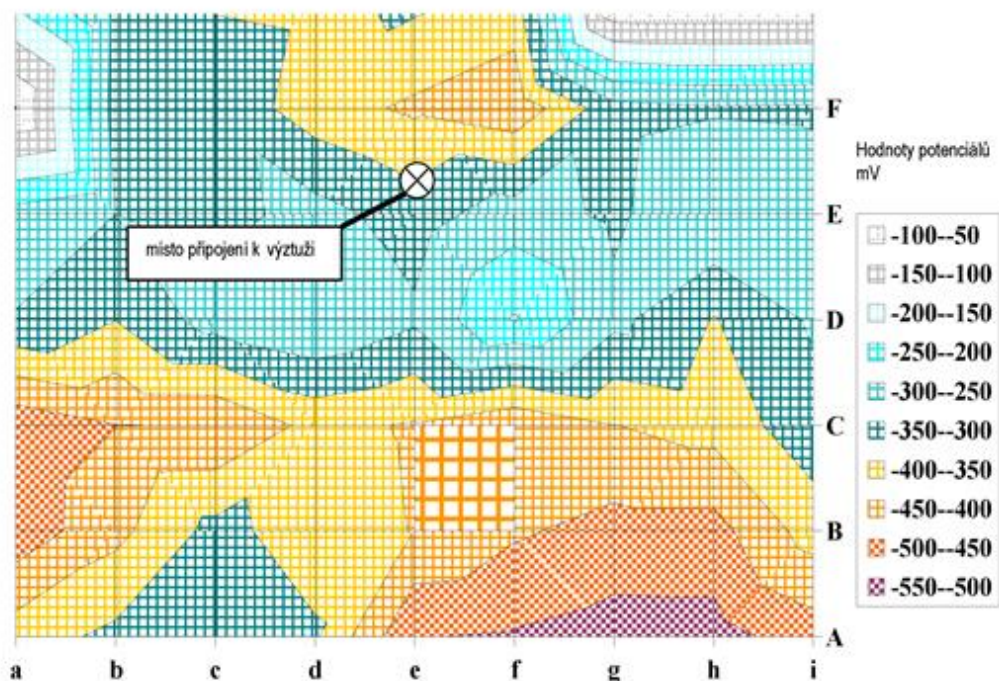 F
Hodnoty potenciálů
mV
E
místo připojení k výztuži
-100--50
-150--100
-200--150
D
-250--200
-300--250
-350--300
C
-400--350
-450--400
B
-500--450
-550--500
A
a b c d e f g h i